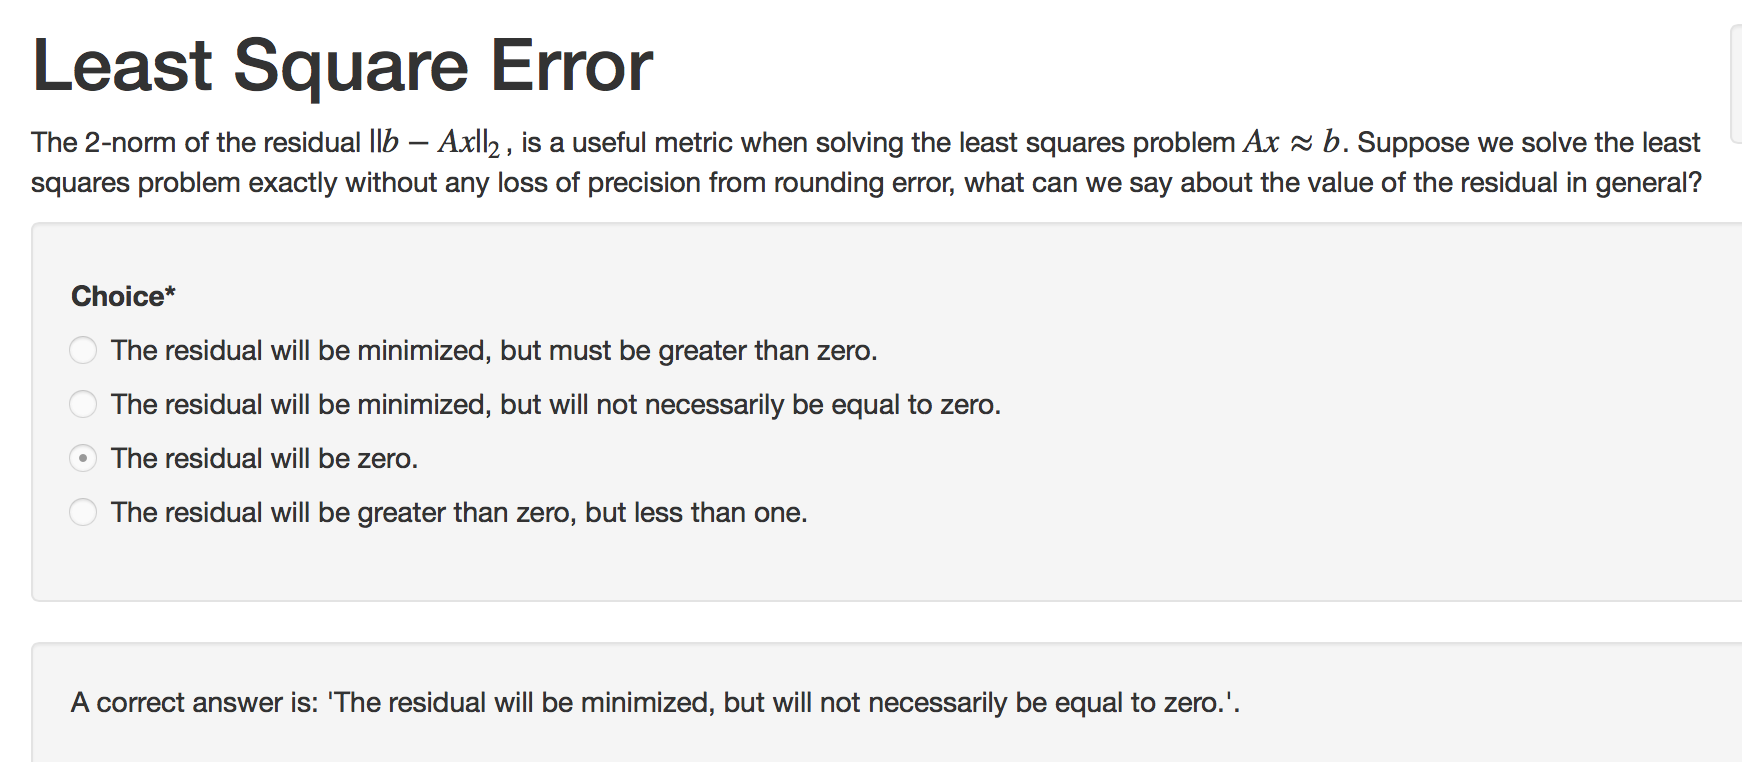 Least Square Error
The 2-norm of the residual ||b − Ax||₂, is a useful metric when solving the least squares problem Ax ≈ b. Suppose we solve the least
squares problem exactly without any loss of precision from rounding error, what can we say about the value of the residual in general?
Choice*
The residual will be minimized, but must be greater than zero.
The residual will be minimized, but will not necessarily be equal to zero.
The residual will be zero.
The residual will be greater than zero, but less than one.
A correct answer is: 'The residual will be minimized, but will not necessarily be equal to zero.'.